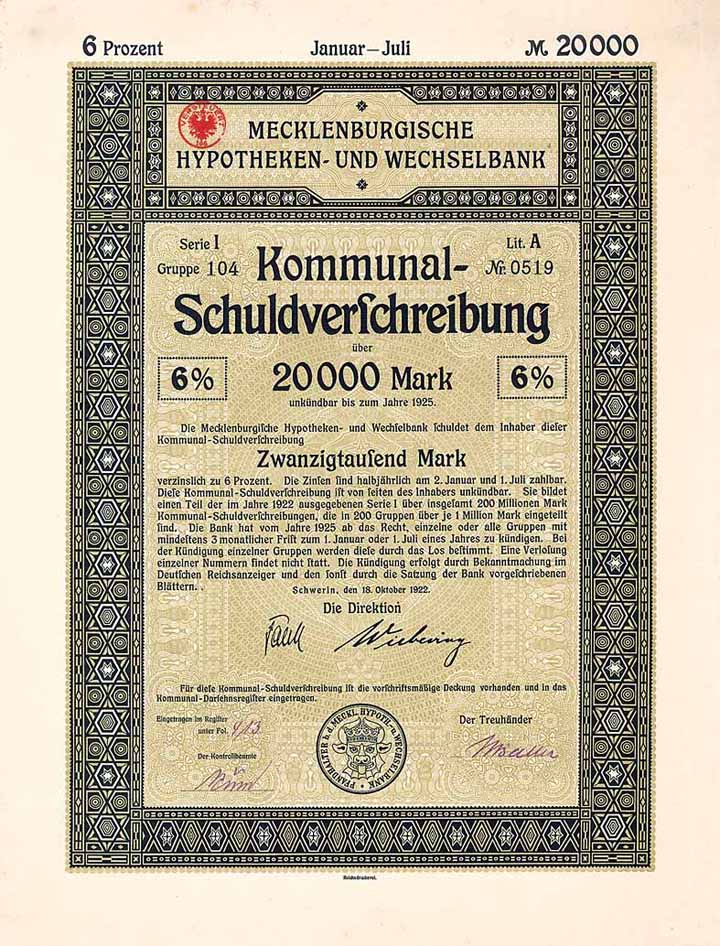 6 Prozent Januar—Juli M. 20000
MECKLENBURGISCHE
HYPOTHEKEN- UND WECHSELBANK
Serie I Lit. A
Gruppe 104 Nr. 0519
Kommunal-
Schuldverſchreibung
über
6% 20000 Mark 6%
unkündbar bis zum Jahre 1925.
Die Mecklenburgiſche Hypotheken- und Wechſelbank ſchuldet dem Inhaber dieſer
Kommunal-Schuldverſchreibung
Zwanzigtauſend Mark
verzinslich zu 6 Prozent. Die Zinſen ſind halbjährlich am 2. Januar und 1. Juli zahlbar.
Dieſe Kommunal-Schuldverſchreibung iſt von ſeiten des Inhabers unkündbar. Sie bildet
einen Teil der im Jahre 1922 ausgegebenen Serie I über insgeſamt 200 Millionen Mark
Kommunal-Schuldverſchreibungen, die in 200 Gruppen über je 1 Million Mark eingeteilt
ſind. Die Bank hat vom Jahre 1925 ab das Recht, einzelne oder alle Gruppen mit
mindeſtens 3 monatlicher Friſt zum 1. Januar oder 1. Juli eines Jahres zu kündigen. Bei
der Kündigung einzelner Gruppen werden dieſe durch das Los beſtimmt. Eine Verloſung
einzelner Nummern findet nicht ſtatt. Die Kündigung erfolgt durch Bekanntmachung im
Deutſchen Reichsanzeiger und den ſonſt durch die Satzung der Bank vorgeſchriebenen
Blättern.
Schwerin, den 18. Oktober 1922.
Die Direktion
Für dieſe Kommunal-Schuldverſchreibung iſt die vorſchriftsmäßige Deckung vorhanden und in das
Kommunal-Darlehnsregiſter eingetragen.
Eingetragen im Regiſter
unter Fol.
Der Kontrollbeamte
PFANDHALTER b. d. MECKL. HYPOTH. u. WECHSELBANK
Der Treuhänder
Reichsdruckerei.